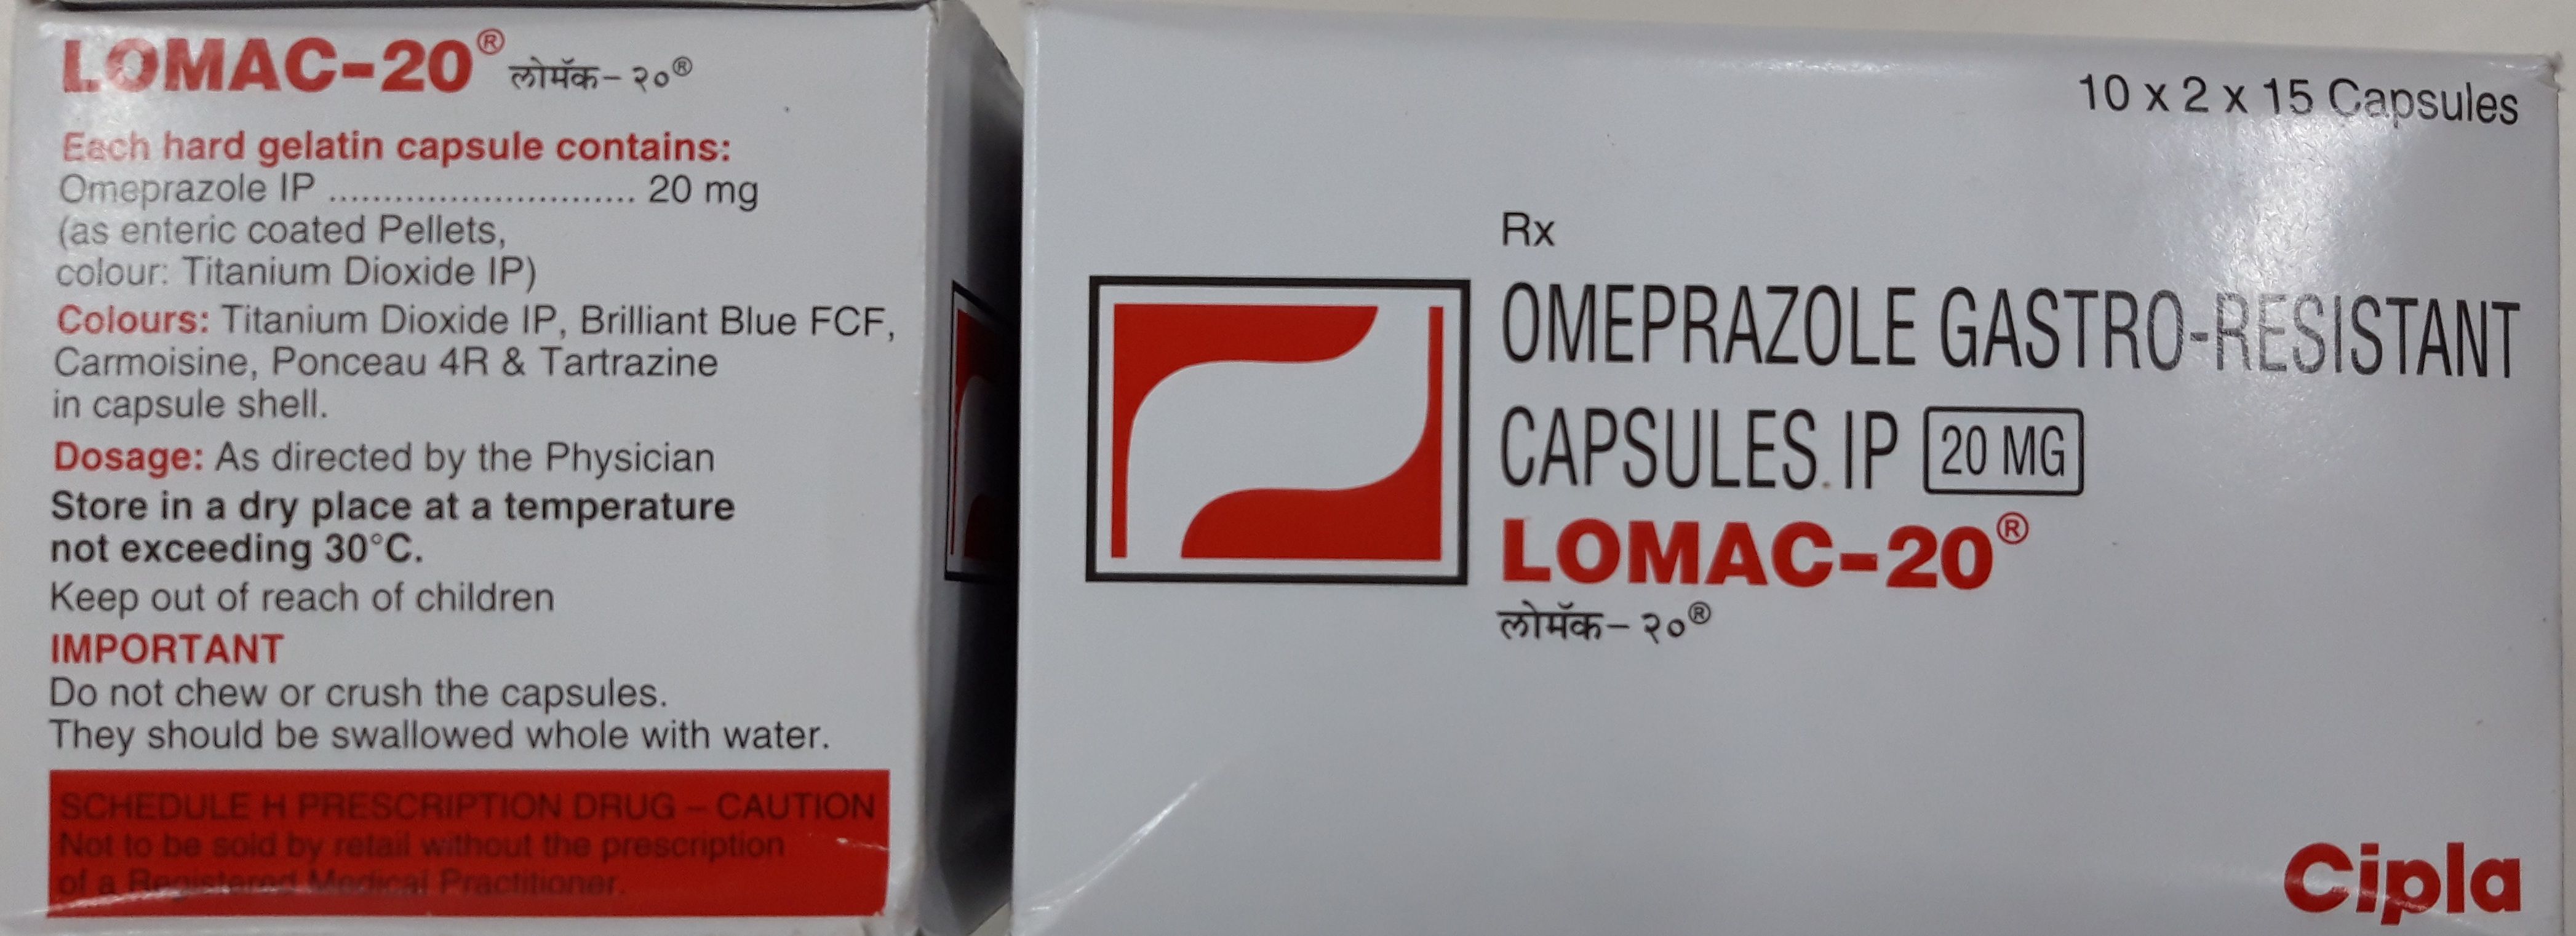 LOMAC-20® लोमॅक-२०®
Each hard gelatin capsule contains:
Omeprazole IP ............................ 20 mg
(as enteric coated Pellets,
colour: Titanium Dioxide IP)
Colours: Titanium Dioxide IP, Brilliant Blue FCF,
Carmoisine, Ponceau 4R & Tartrazine
in capsule shell.
Dosage: As directed by the Physician
Store in a dry place at a temperature
not exceeding 30°C.
Keep out of reach of children
IMPORTANT
Do not chew or crush the capsules.
They should be swallowed whole with water.
SCHEDULE H PRESCRIPTION DRUG – CAUTION
Not to be sold by retail without the prescription
of a Registered Medical Practitioner.
10 x 2 x 15 Capsules
Rx
OMEPRAZOLE GASTRO-RESISTANT
CAPSULES IP 20 MG
LOMAC-20®
लोमॅक-२०®
Cipla